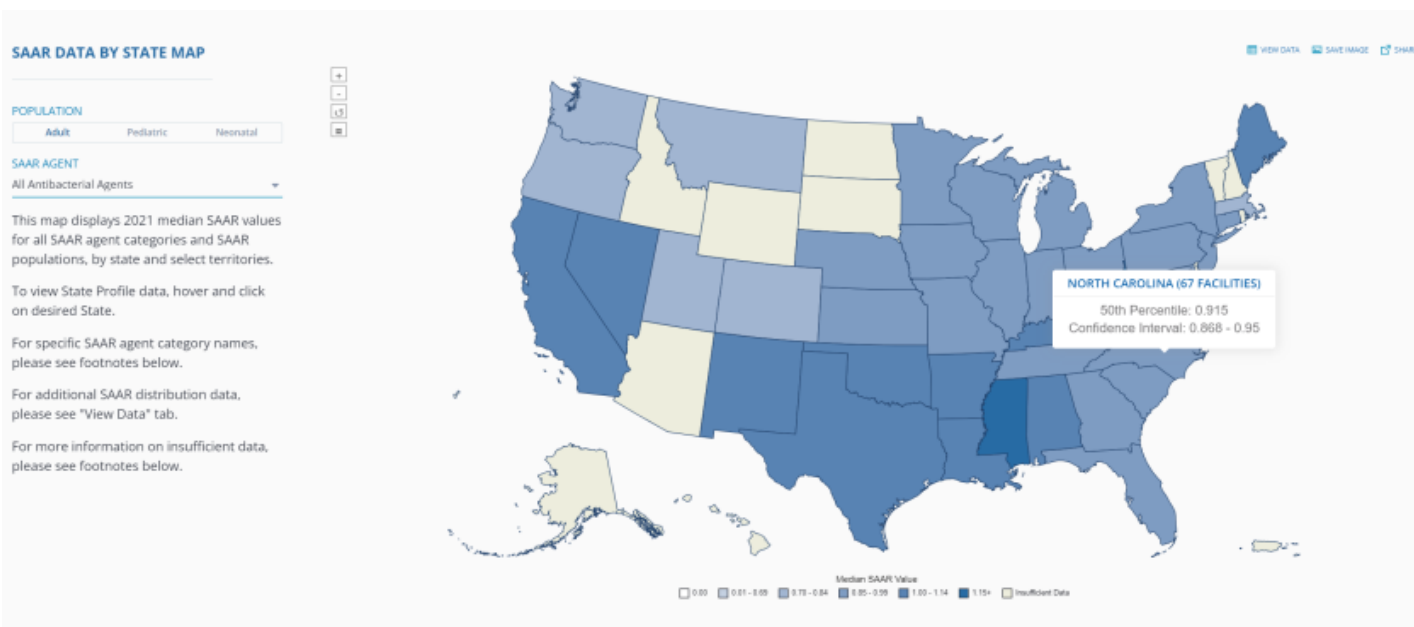 SAAR DATA BY STATE MAP
VIEW DATA SAVE IMAGE SHAR
+
-
POPULATION
Adult Pediatric Neonatal
SAAR AGENT
All Antibacterial Agents
This map displays 2021 median SAAR values
for all SAAR agent categories and SAAR
populations, by state and select territories.
To view State Profile data, hover and click
on desired State.
For specific SAAR agent category names,
please see footnotes below.
For additional SAAR distribution data,
please see "View Data" tab.
For more information on insufficient data,
please see footnotes below.
NORTH CAROLINA (67 FACILITIES)
50th Percentile: 0.915
Confidence Interval: 0.868 - 0.95
Median SAAR Value
0.00 0.01 - 0.69 0.70 - 0.84 0.85 - 0.99 1.00 - 1.14 1.15+ Insufficient Data